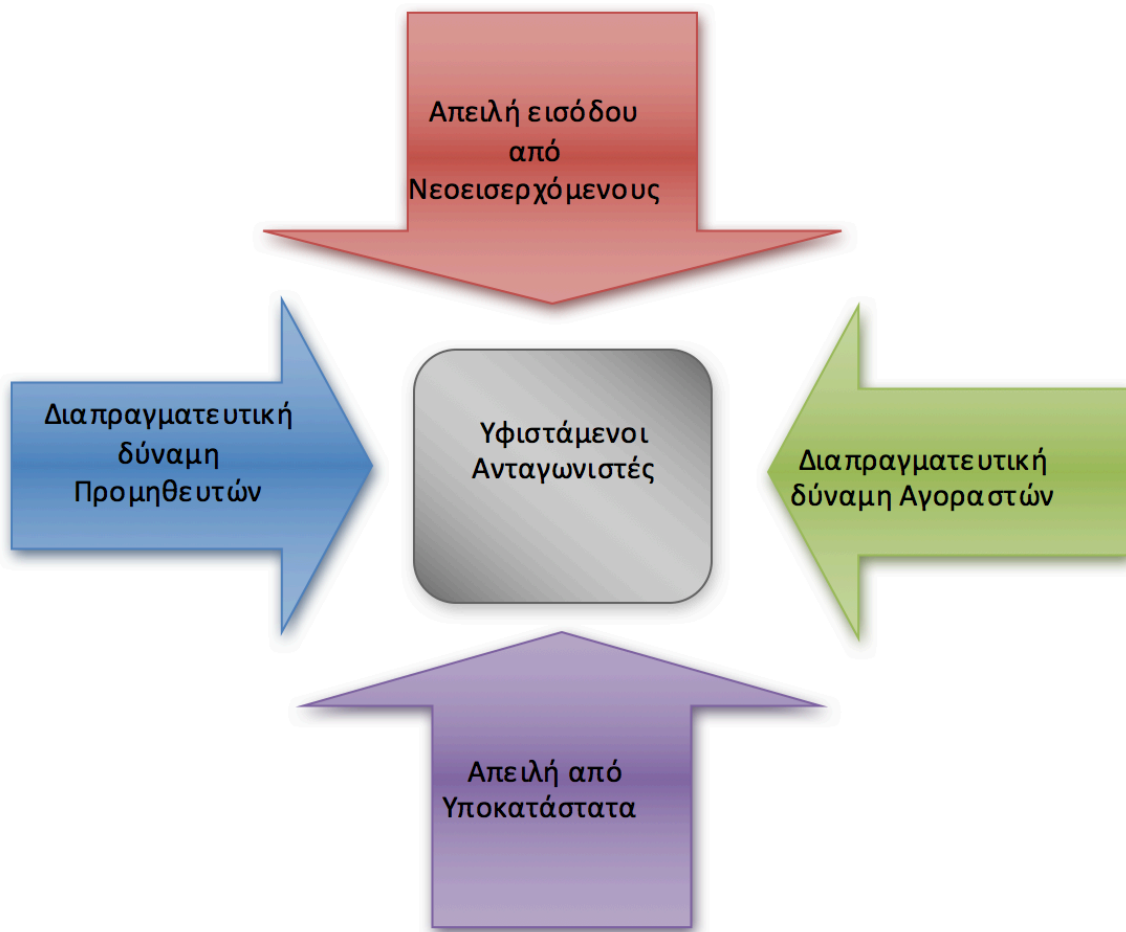 Απειλή εισόδου
από
Νεοεισερχόμενους
Διαπραγματευτική
δύναμη
Προμηθευτών
Υφιστάμενοι
Ανταγωνιστές
Διαπραγματευτική
δύναμη Αγοραστών
Απειλή από
Υποκατάστατα